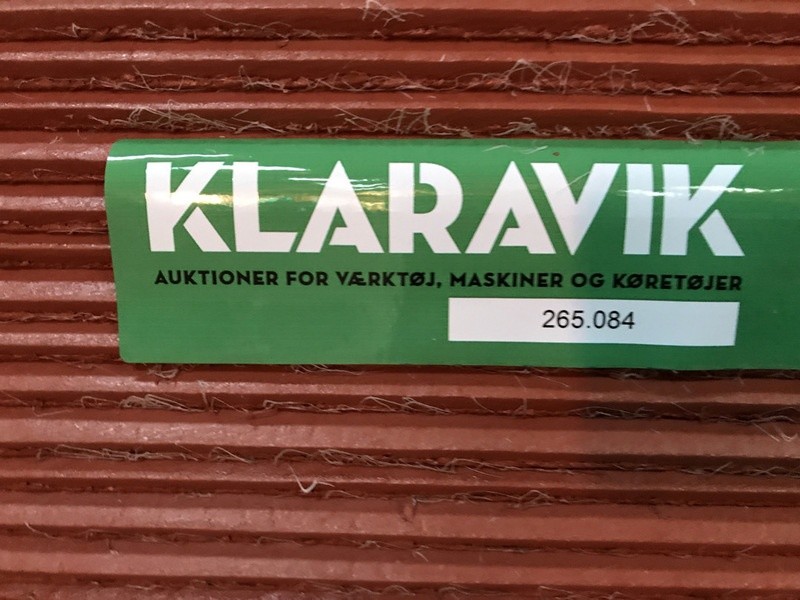 KLARAVIK
AUKTIONER FOR VÆRKTØJ, MASKINER OG KØRETØJER
265.084